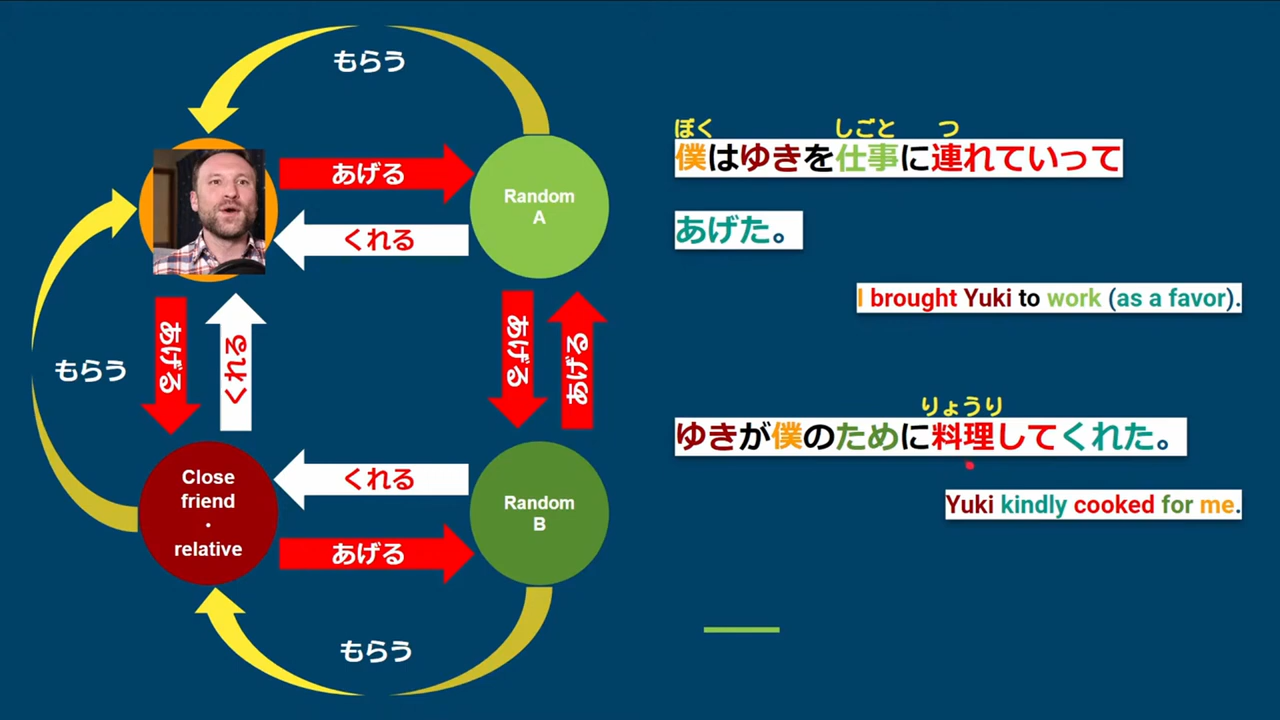 もらう
あげる
くれる
Random
A
もらう
あげる
くれる
あげる
あげる
Close
friend
・
relative
くれる
あげる
Random
B
もらう
ぼく しごと つ
僕はゆきを仕事に連れていって
あげた。
I brought Yuki to work (as a favor).
りょうり
ゆきが僕のために料理してくれた。
Yuki kindly cooked for me.